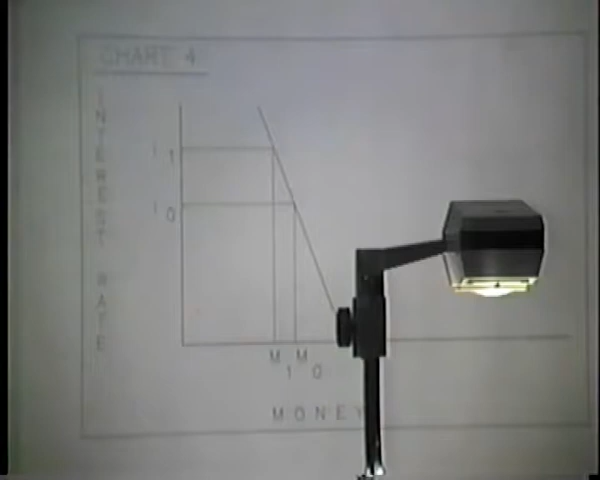 CHART 4
INTEREST RATE
I1
I0
M1 M0
MONEY